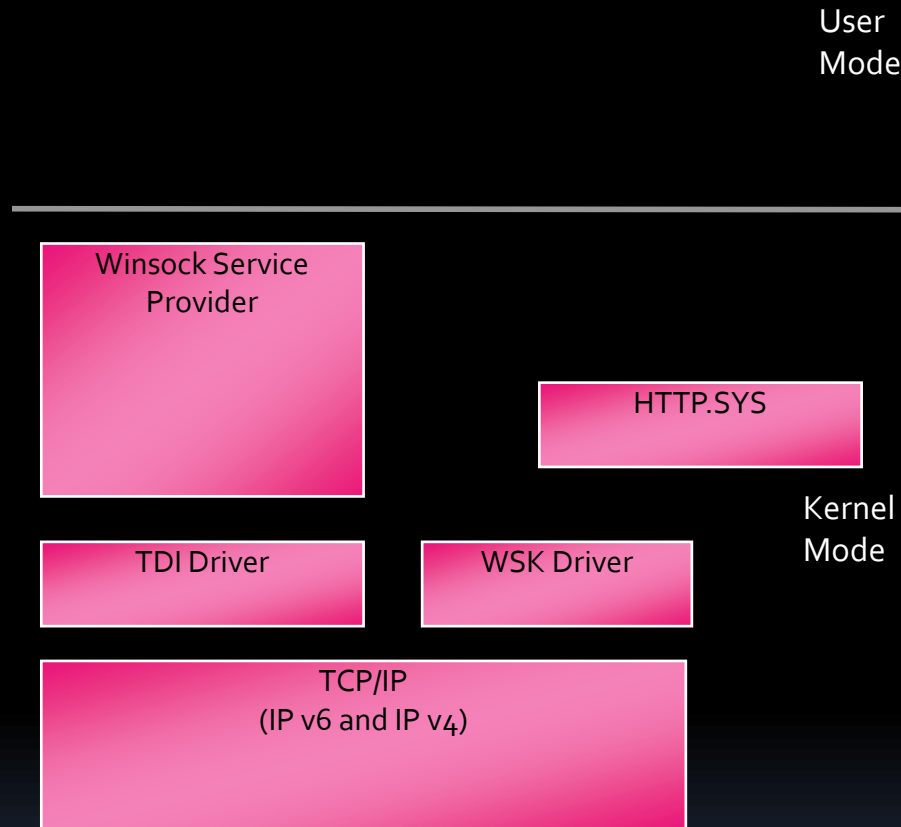 User
Mode
Winsock Service
Provider
HTTP.SYS
Kernel
Mode
TDI Driver
WSK Driver
TCP/IP
(IP v6 and IP v4)